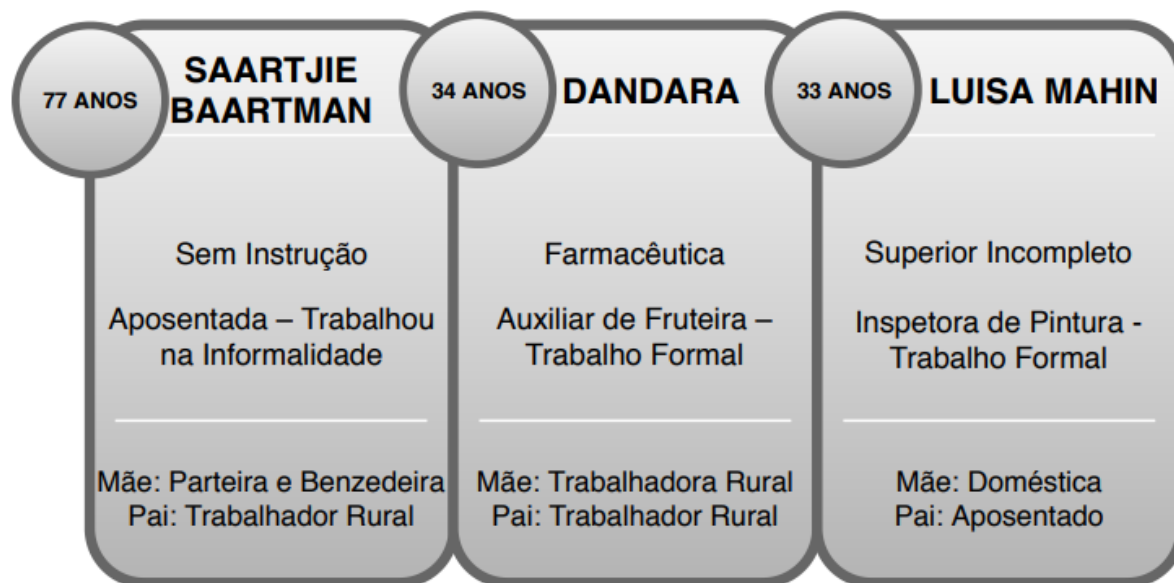 77 ANOS
SAARTJIE
BAARTMAN
Sem Instrução
Aposentada – Trabalhou
na Informalidade
Mãe: Parteira e Benzedeira
Pai: Trabalhador Rural
34 ANOS
DANDARA
Farmacêutica
Auxiliar de Fruteira –
Trabalho Formal
Mãe: Trabalhadora Rural
Pai: Trabalhador Rural
33 ANOS
LUISA MAHIN
Superior Incompleto
Inspetora de Pintura -
Trabalho Formal
Mãe: Doméstica
Pai: Aposentado